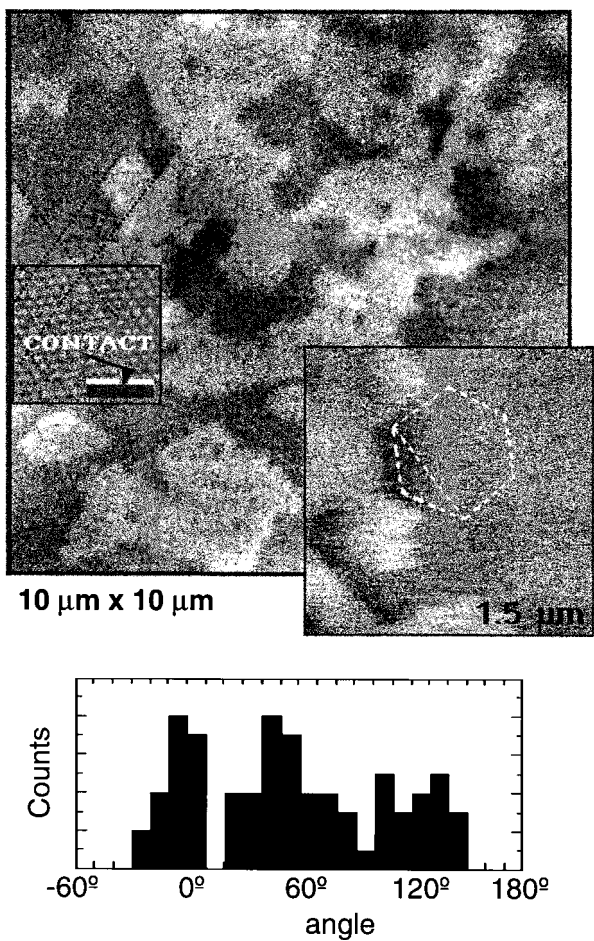 CONTACT
1.5 μm
10 μm x 10 μm
Counts
-60º 0º 60º 120º 180º
angle